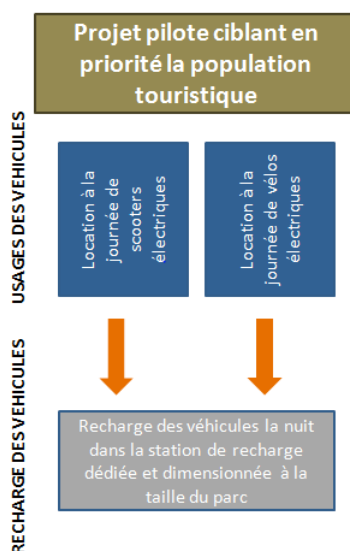 Projet pilote ciblant en
priorité la population
touristique
USAGES DES VEHICULES
Location à la
journée de
scooters
électriques
Location à la
journée de vélos
électriques
RECHARGE DES VEHICULES
Recharge des véhicules la nuit
dans la station de recharge
dédiée et dimensionnée à la
taille du parc